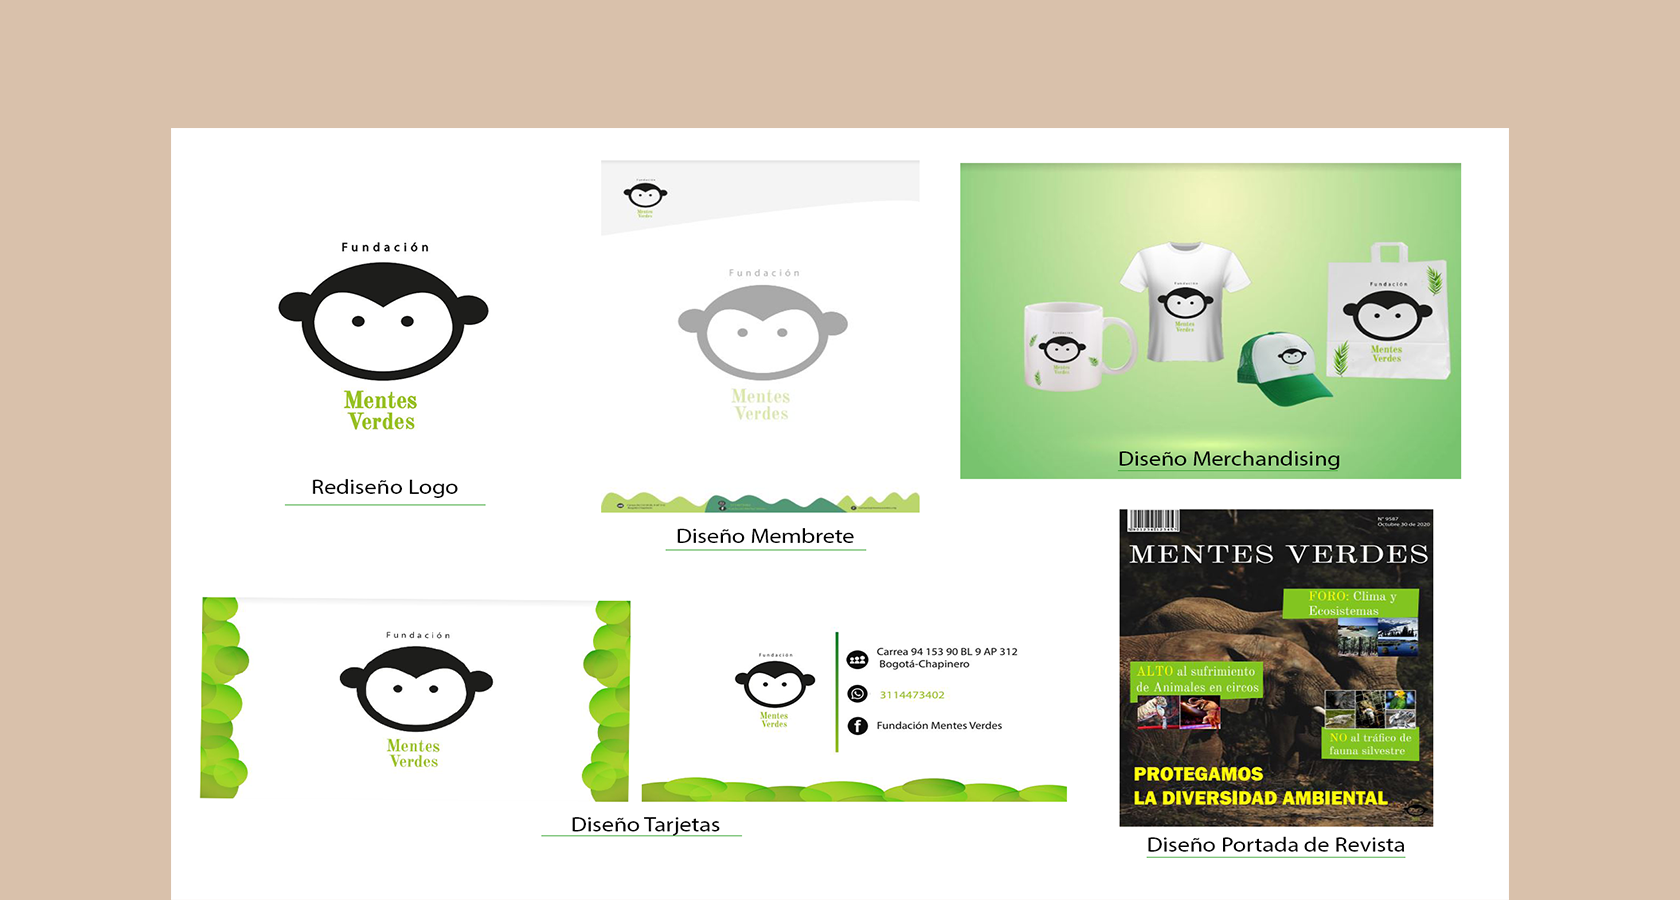 Fundación
Mentes
Verdes
Rediseño Logo
Fundación
Mentes
Verdes
Fundación
Mentes
Verdes
Diseño Membrete
Fundación
Mentes
Verdes
Fundación
Mentes
Verdes
Fundación
Mentes
Verdes
Diseño Merchandising
Fundación
Mentes
Verdes
Fundación
Mentes
Verdes
Carrea 94 153 90 BL 9 AP 312
Bogotá-Chapinero
3114473402
Fundación Mentes Verdes
Diseño Tarjetas
N° 9587
Octubre 30 de 2020
MENTES VERDES
FORO: Clima y
Ecosistemas
ALTO al sufrimiento
de Animales en circos
NO al tráfico de
fauna silvestre
PROTEGAMOS
LA DIVERSIDAD AMBIENTAL
Diseño Portada de Revista